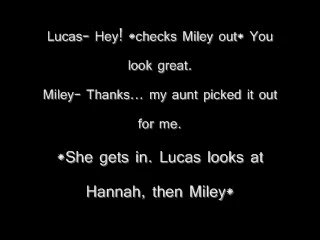 Lucas- Hey! *checks Miley out* You
look great.
Miley- Thanks... my aunt picked it out
for me.
*She gets in. Lucas looks at
Hannah, then Miley*